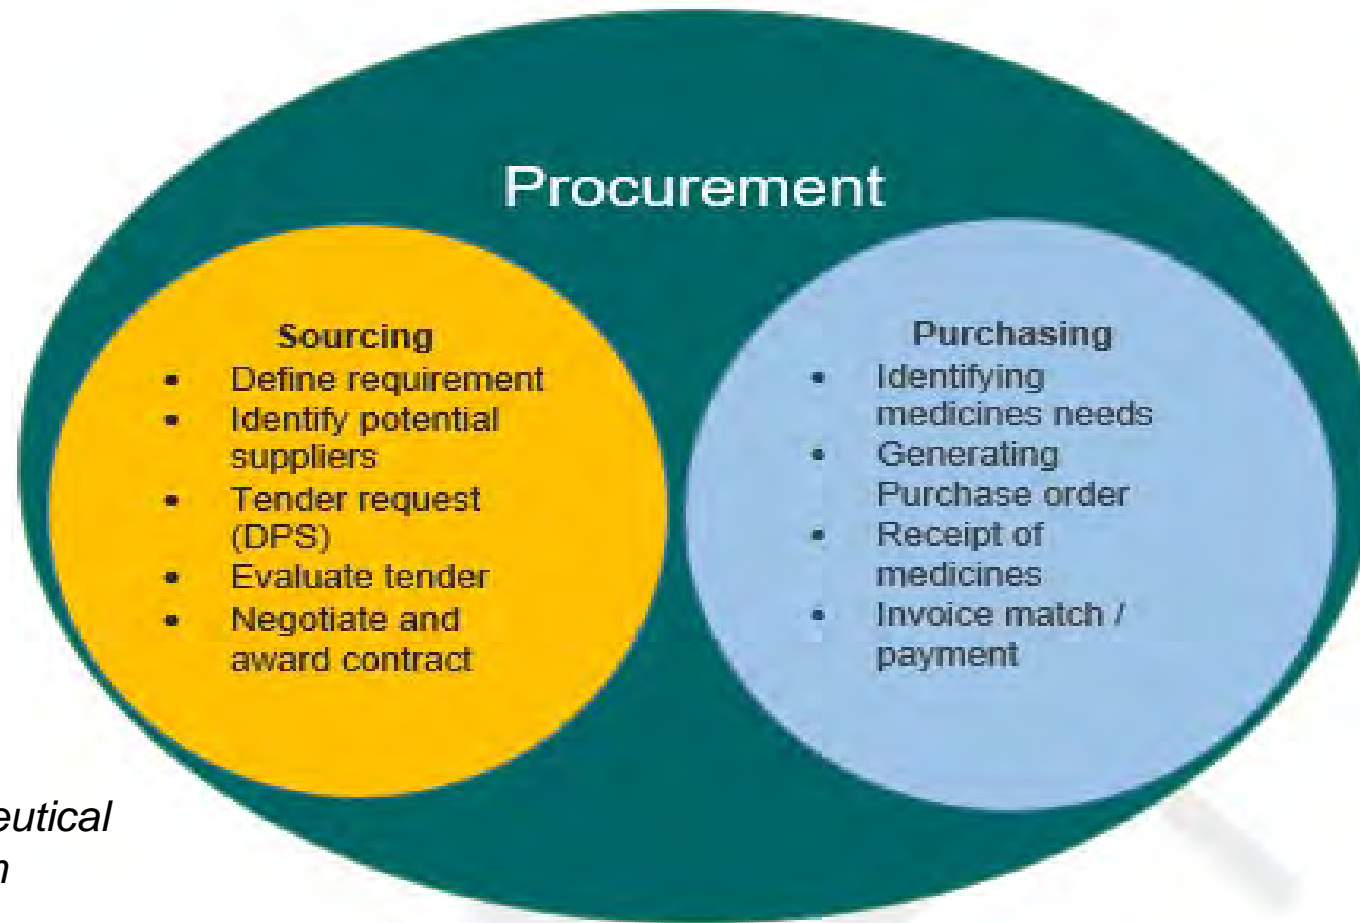 Procurement
Sourcing
• Define requirement
• Identify potential
suppliers
• Tender request
(DPS)
• Evaluate tender
• Negotiate and
award contract
Purchasing
• Identifying
medicines needs
• Generating
Purchase order
• Receipt of
medicines
• Invoice match /
payment
eutical